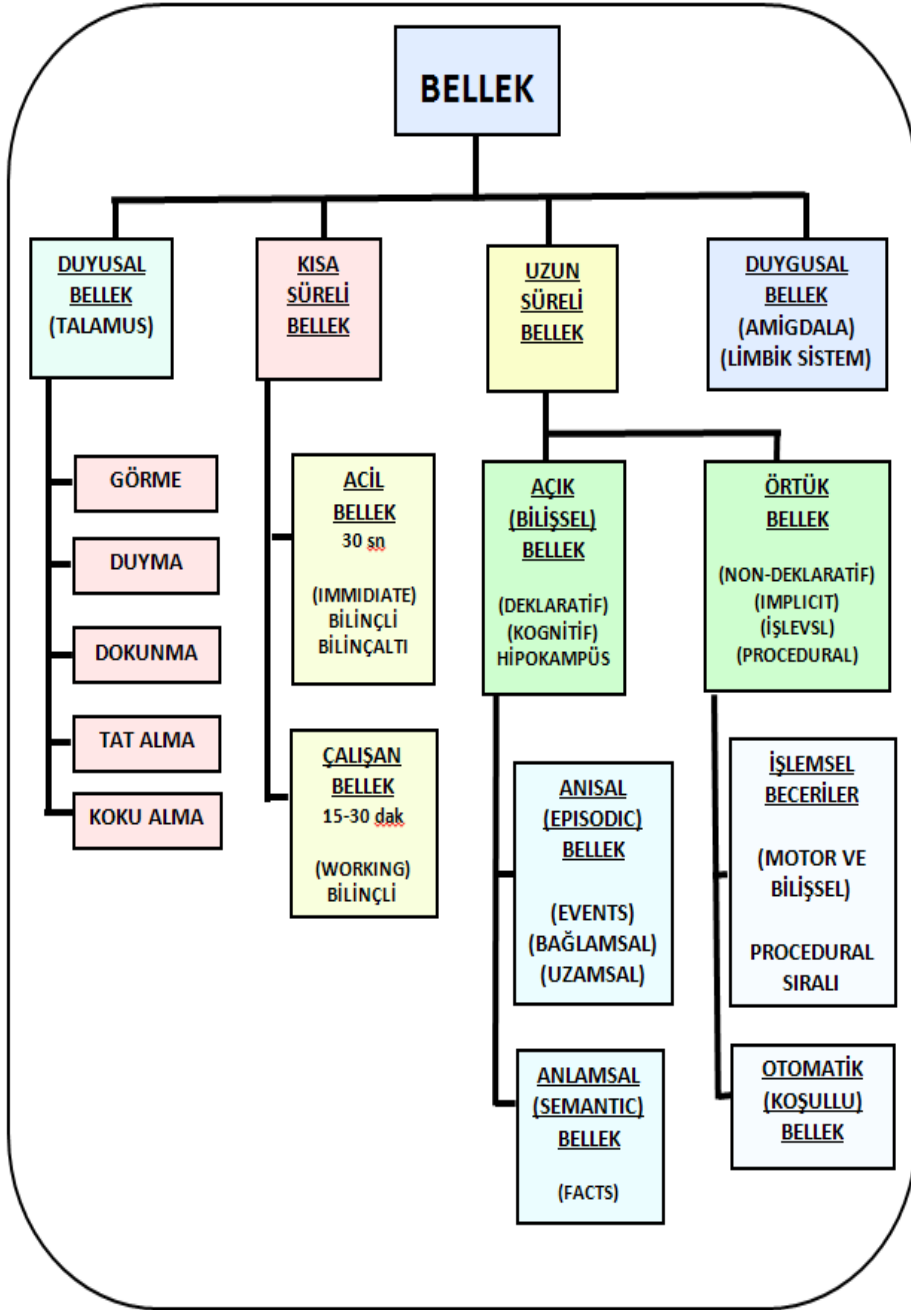 BELLEK
DUYUSAL
BELLEK
(TALAMUS)
GÖRME
DUYMA
DOKUNMA
TAT ALMA
KOKU ALMA
KISA
SÜRELİ
BELLEK
ACİL
BELLEK
30 sn
(IMMIDIATE)
BİLİNÇLİ
BİLİNÇALTI
ÇALIŞAN
BELLEK
15-30 dak
(WORKING)
BİLİNÇLİ
UZUN
SÜRELİ
BELLEK
AÇIK
(BİLİŞSEL)
BELLEK
(DEKLARATİF)
(KOGNİTİF)
HİPOKAMPÜS
ANISAL
(EPISODIC)
BELLEK
(EVENTS)
(BAĞLAMSAL)
(UZAMSAL)
ANLAMSAL
(SEMANTIC)
BELLEK
(FACTS)
ÖRTÜK
BELLEK
(NON-DEKLARATİF)
(IMPLICIT)
(İŞLEVSL)
(PROCEDURAL)
İŞLEMSEL
BECERİLER
(MOTOR VE
BİLİŞSEL)
PROCEDURAL
SIRALI
OTOMATİK
(KOŞULLU)
BELLEK
DUYGUSAL
BELLEK
(AMİGDALA)
(LİMBİK SİSTEM)